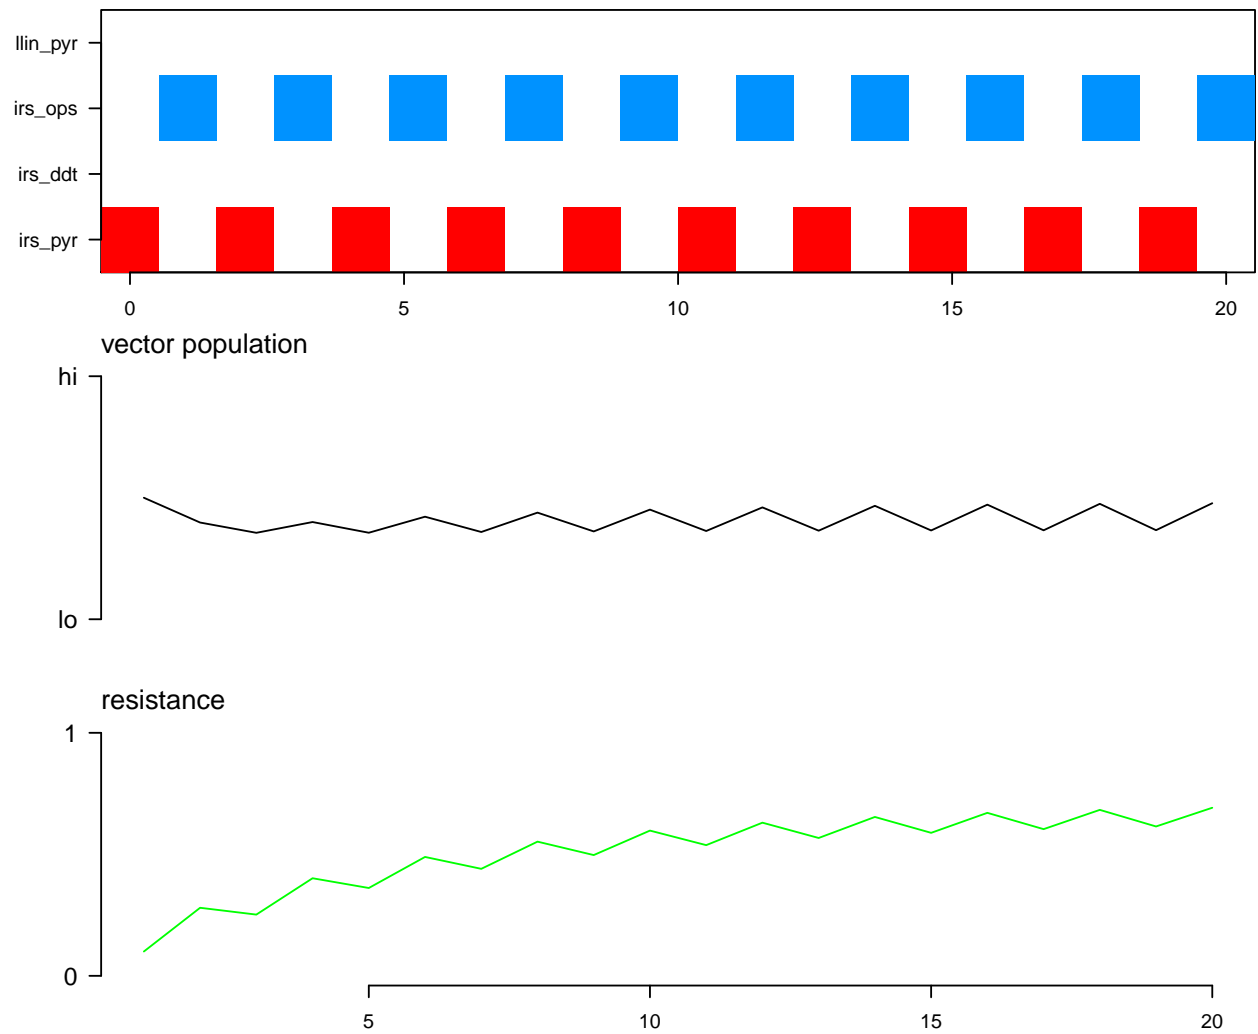 llin_pyr
irs_ops
irs_ddt
irs_pyr
0 5 10 15 20
vector population
hi
lo
resistance
1
0
5 10 15 20